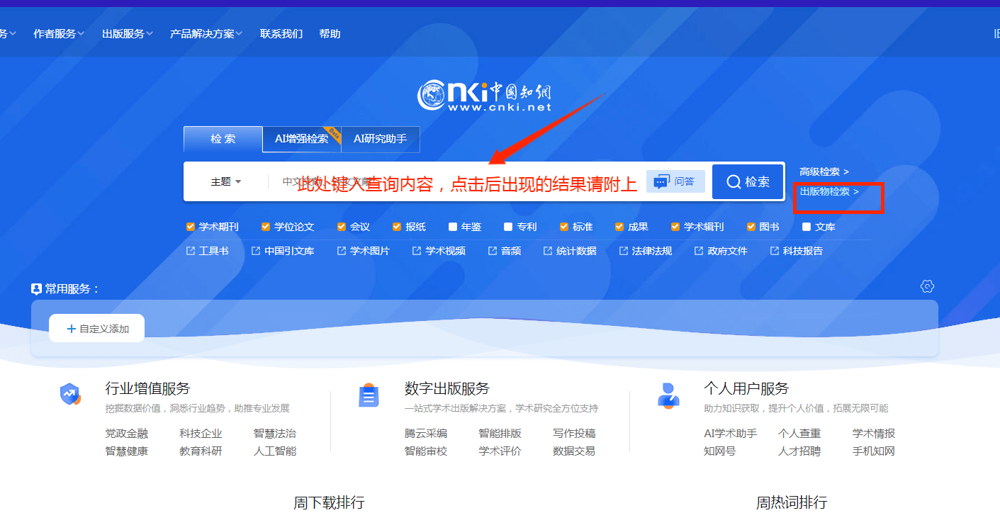 务 作者服务 出版服务 产品解决方案 联系我们 帮助 旧
cnki中国知网
www.cnki.net
检索 AI增强检索 Beta AI研究助手
主题 中文文献、外文文献 此处键入查询内容，点击后出现的结果请附上 问答 检索
高级检索 >
出版物检索 >
学术期刊 学位论文 会议 报纸 年鉴 专利 标准 成果 学术辑刊 图书 文库
工具书 中国引文库 学术图片 学术视频 音频 统计数据 法律法规 政府文件 科技报告
常用服务：
+ 自定义添加
行业增值服务
挖掘数据价值，洞悉行业趋势，助推专业发展
党政金融 科技企业 智慧法治
智慧健康 教育科研 人工智能
数字出版服务
一站式学术出版解决方案，学术研究全方位支持
腾云采编 智能排版 写作投稿
智能审校 学术评价 数据交易
个人用户服务
助力知识获取，提升个人价值，拓展无限可能
AI学术助手 个人查重 学术情报
知网号 人才招聘 手机知网
周下载排行 周热词排行